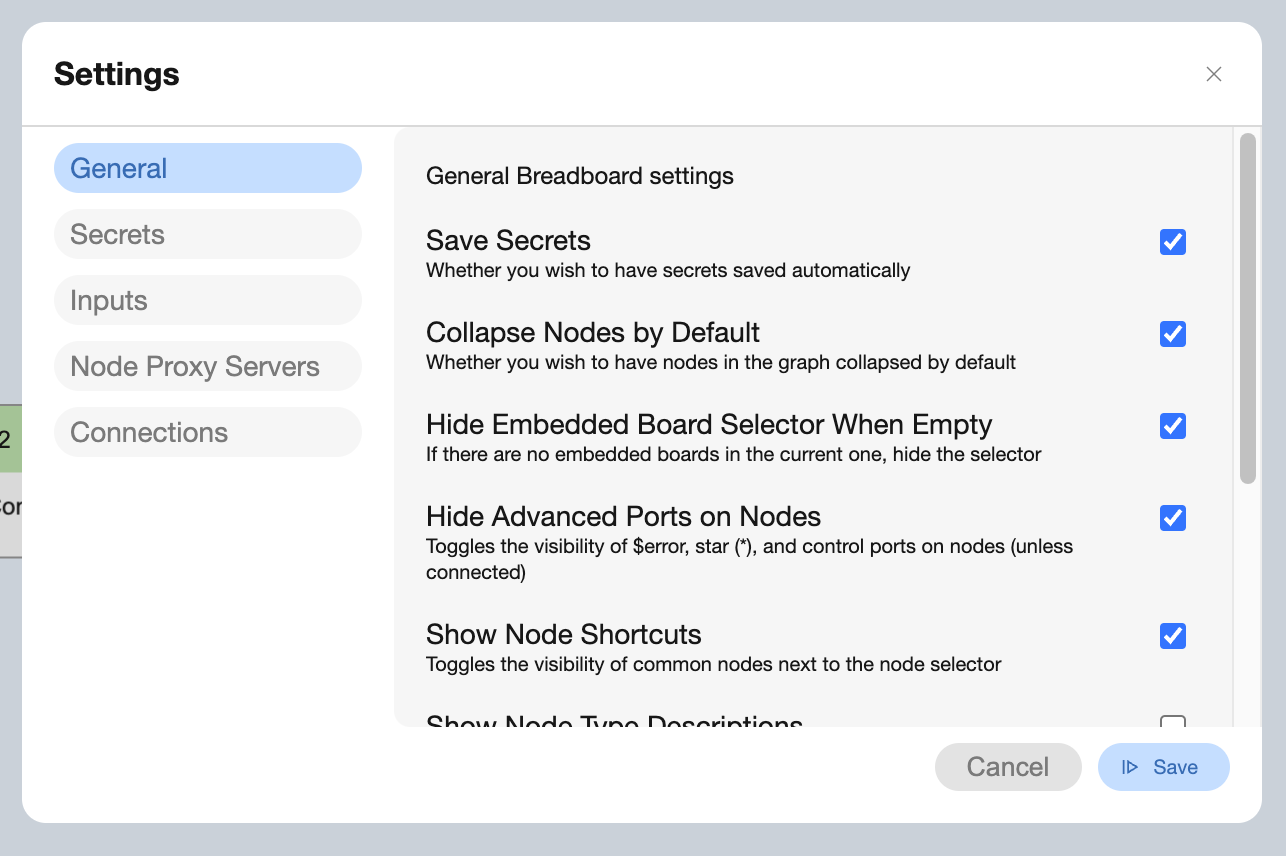 Settings
General
Secrets
Inputs
Node Proxy Servers
Connections
General Breadboard settings
Save Secrets
Whether you wish to have secrets saved automatically
Collapse Nodes by Default
Whether you wish to have nodes in the graph collapsed by default
Hide Embedded Board Selector When Empty
If there are no embedded boards in the current one, hide the selector
Hide Advanced Ports on Nodes
Toggles the visibility of $error, star (*), and control ports on nodes (unless
connected)
Show Node Shortcuts
Toggles the visibility of common nodes next to the node selector
Show Node Type Descriptions
Cancel
Save
2